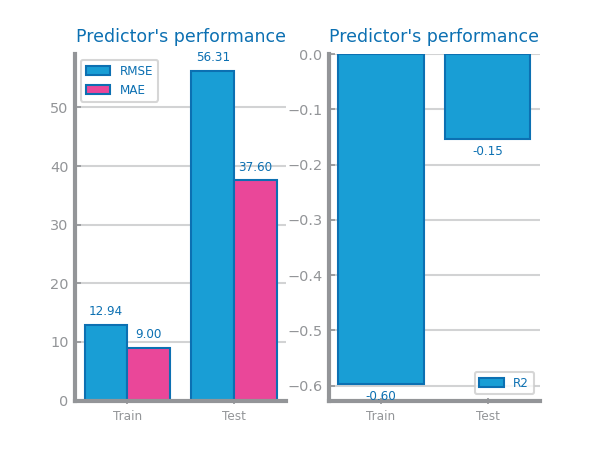 Predictor's performance
56.31
RMSE
MAE
50
40
37.60
30
20
12.94
9.00
10
0
Train
Test
Predictor's performance
0.0
−0.1
-0.15
−0.2
−0.3
−0.4
−0.5
R2
−0.6
-0.60
Train
Test